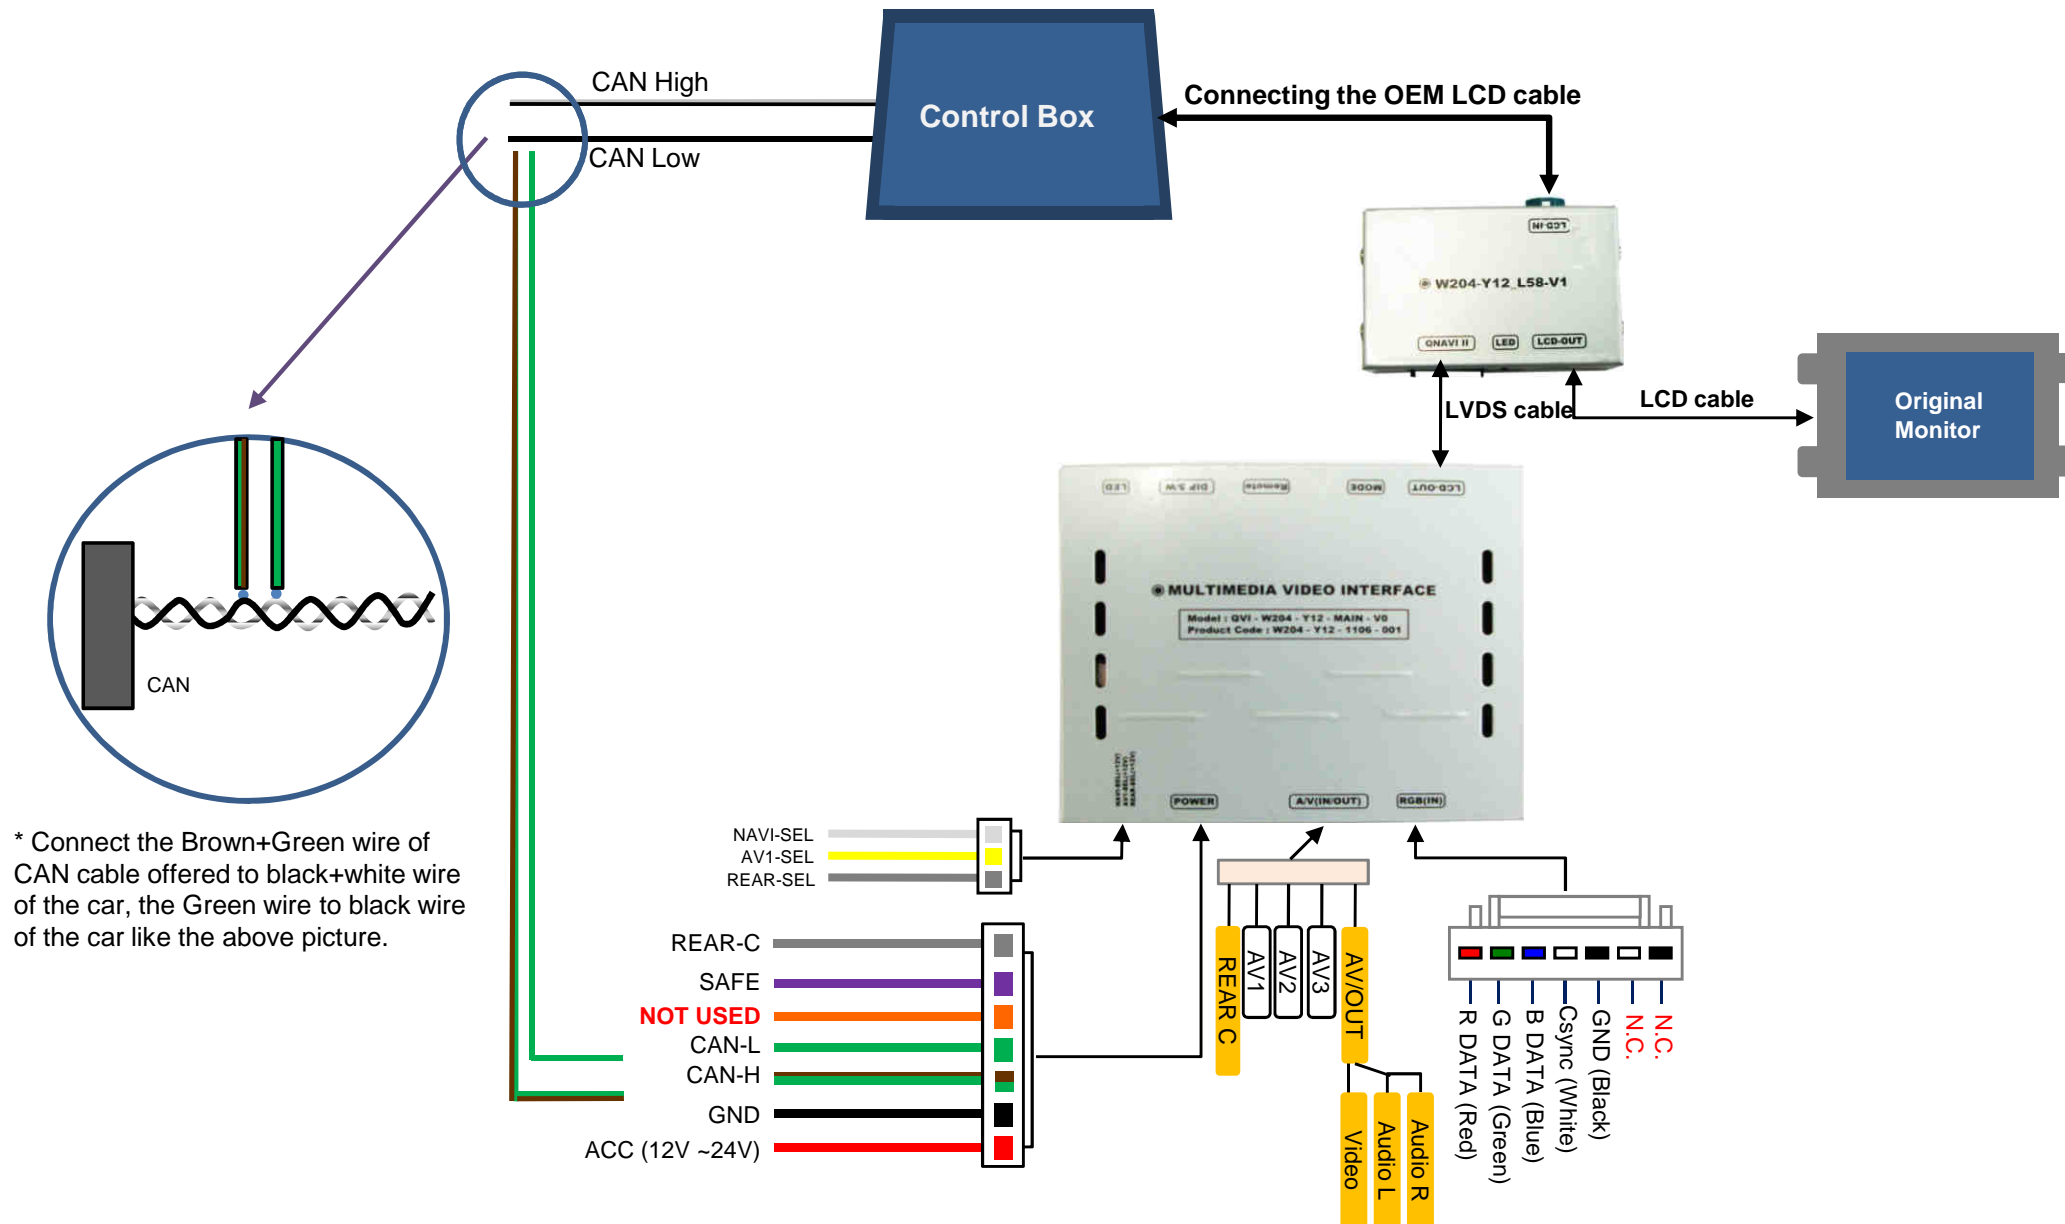 CAN High
Control Box
Connecting the OEM LCD cable
CAN Low
LCD-IN
W204-Y12_L58-V1
QNAVI II
LED
LCD-OUT
LVDS cable
LCD cable
Original
Monitor
LED
DIP S/W
Remote
MODE
LCD-OUT
MULTIMEDIA VIDEO INTERFACE
Model : QVI - W204 - Y12 - MAIN - V0
Product Code : W204 - Y12 - 1106 - 001
CAN
POWER
A/V(IN/OUT)
RGB(IN)
* Connect the Brown+Green wire of
CAN cable offered to black+white wire
of the car, the Green wire to black wire
of the car like the above picture.
NAVI-SEL
AV1-SEL
REAR-SEL
REAR-C
SAFE
NOT USED
CAN-L
CAN-H
GND
ACC (12V ~24V)
REAR C
AV1
AV2
AV3
AV/OUT
Video
Audio L
Audio R
R DATA (Red)
G DATA (Green)
B DATA (Blue)
Csync (White)
GND (Black)
N.C.
N.C.